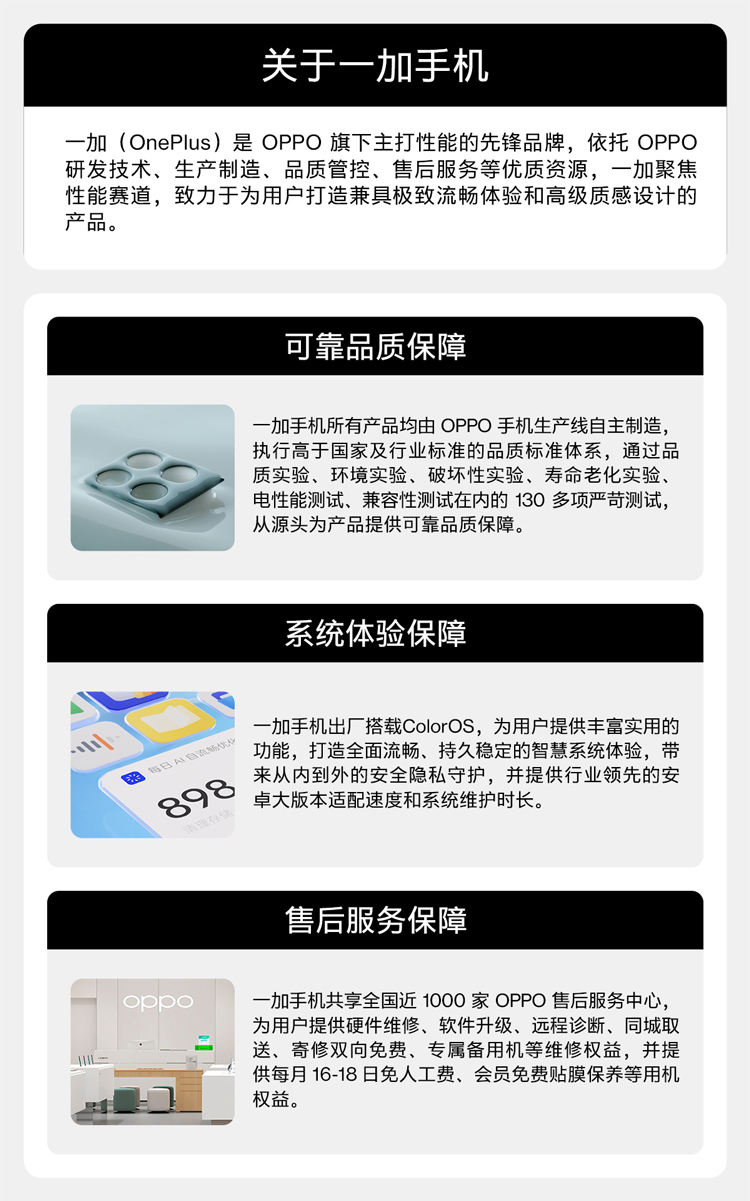 关于一加手机
一加（OnePlus）是 OPPO 旗下主打性能的先锋品牌，依托 OPPO
研发技术、生产制造、品质管控、售后服务等优质资源，一加聚焦
性能赛道，致力于为用户打造兼具极致流畅体验和高级质感设计的
产品。
可靠品质保障
一加手机所有产品均由 OPPO 手机生产线自主制造，
执行高于国家及行业标准的品质标准体系，通过品
质实验、环境实验、破坏性实验、寿命老化实验、
电性能测试、兼容性测试在内的 130 多项严苛测试，
从源头为产品提供可靠品质保障。
系统体验保障
每日 AI 自流畅优化
898
清理存储
一加手机出厂搭载ColorOS，为用户提供丰富实用的
功能，打造全面流畅、持久稳定的智慧系统体验，带
来从内到外的安全隐私守护，并提供行业领先的安
卓大版本适配速度和系统维护时长。
售后服务保障
oppo
一加手机共享全国近 1000 家 OPPO 售后服务中心，
为用户提供硬件维修、软件升级、远程诊断、同城取
送、寄修双向免费、专属备用机等维修权益，并提
供每月 16-18 日免人工费、会员免费贴膜保养等用机
权益。